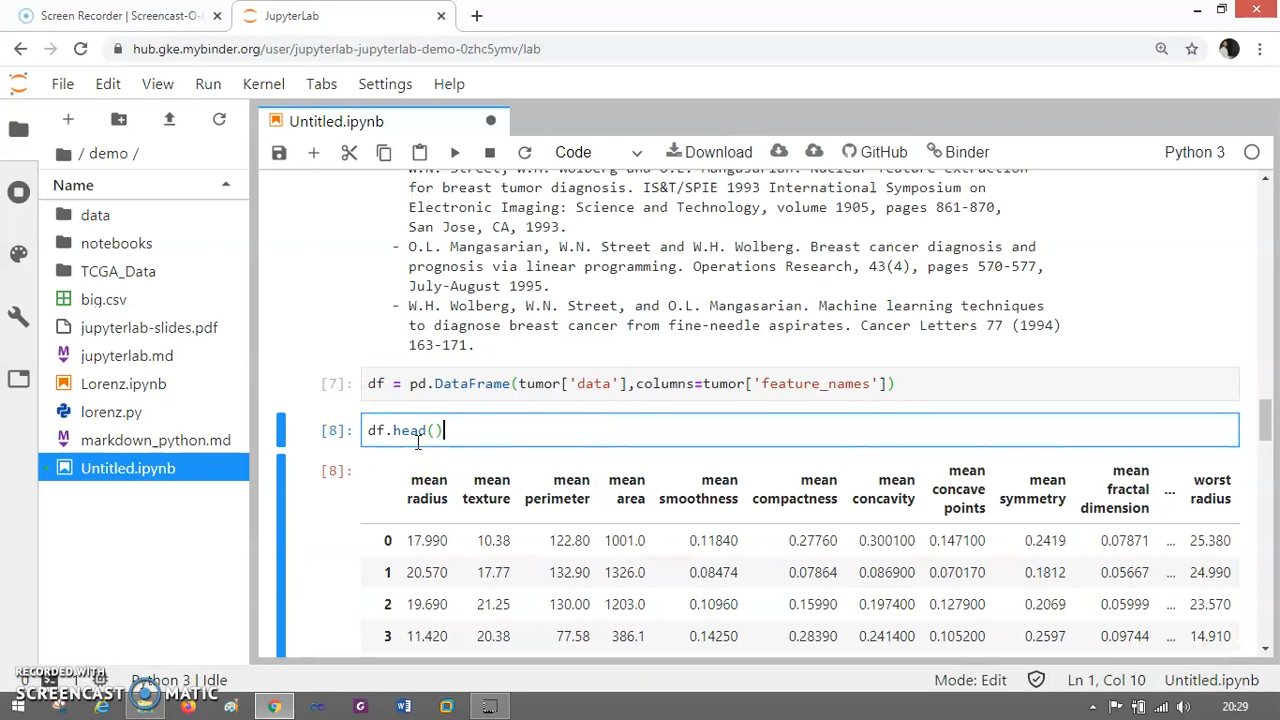 Screen Recorder | Screencast-O-
JupyterLab
hub.gke.mybinder.org/user/jupyterlab-jupyterlab-demo-0zhc5ymv/lab
File Edit View Run Kernel Tabs Settings Help
Untitled.ipynb
Code Download GitHub Binder Python 3
/ demo /
Name
data
notebooks
TCGA_Data
big.csv
jupyterlab-slides.pdf
jupyterlab.md
Lorenz.ipynb
lorenz.py
markdown_python.md
Untitled.ipynb
W.N. Street, W.H. Wolberg and O.L. Mangasarian. Nuclear feature extraction
for breast tumor diagnosis. IS&T/SPIE 1993 International Symposium on
Electronic Imaging: Science and Technology, volume 1905, pages 861-870,
San Jose, CA, 1993.
- O.L. Mangasarian, W.N. Street and W.H. Wolberg. Breast cancer diagnosis and
prognosis via linear programming. Operations Research, 43(4), pages 570-577,
July-August 1995.
- W.H. Wolberg, W.N. Street, and O.L. Mangasarian. Machine learning techniques
to diagnose breast cancer from fine-needle aspirates. Cancer Letters 77 (1994)
163-171.
[7]: df = pd.DataFrame(tumor['data'],columns=tumor['feature_names'])
[8]: df.head()
[8]:
mean radius mean texture mean perimeter mean area mean smoothness mean compactness mean concavity mean concave points mean symmetry mean fractal dimension ... worst radius
0 17.990 10.38 122.80 1001.0 0.11840 0.27760 0.300100 0.147100 0.2419 0.07871 ... 25.380
1 20.570 17.77 132.90 1326.0 0.08474 0.07864 0.086900 0.070170 0.1812 0.05667 ... 24.990
2 19.690 21.25 130.00 1203.0 0.10960 0.15990 0.197400 0.127900 0.2069 0.05999 ... 23.570
3 11.420 20.38 77.58 386.1 0.14250 0.28390 0.241400 0.105200 0.2597 0.09744 ... 14.910
Python 3 | Idle Mode: Edit Ln 1, Col 10 Untitled.ipynb
RECORDED WITH
SCREENCAST MATIC
20:29